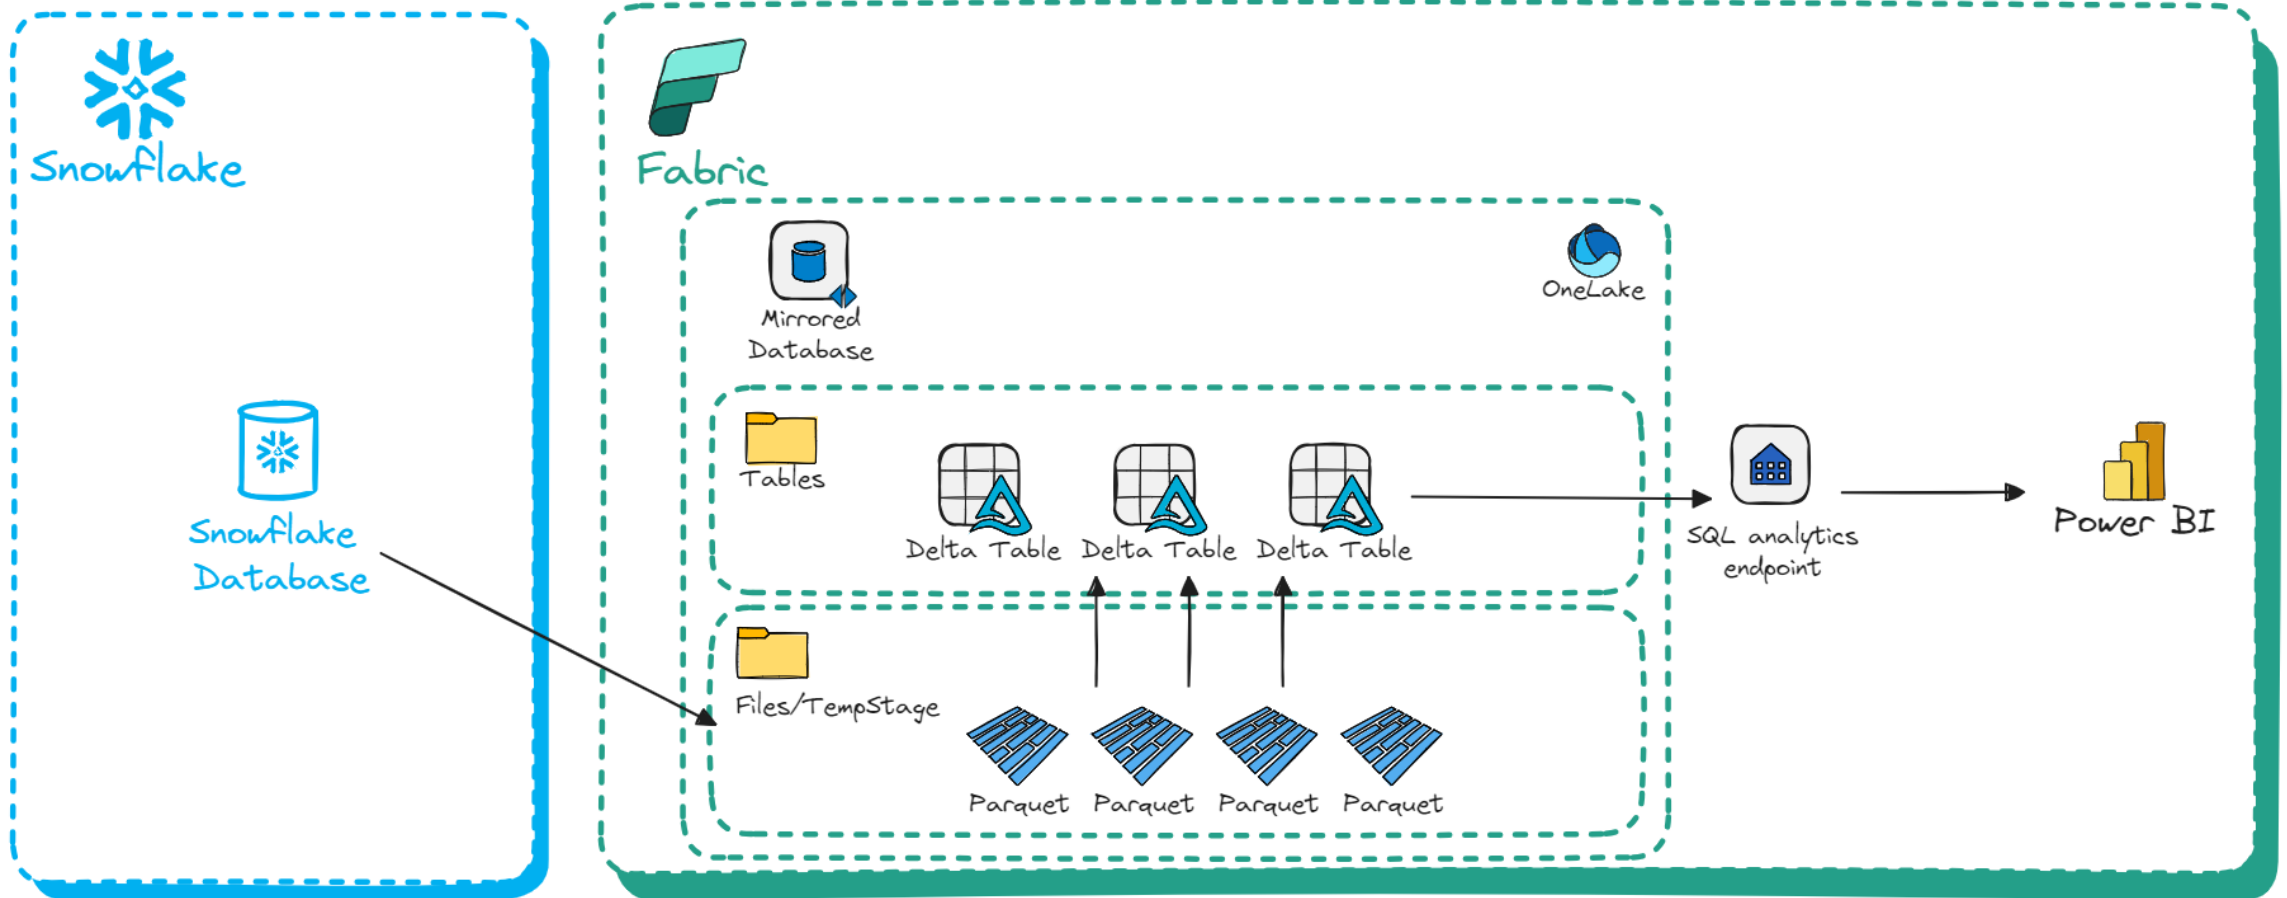 Snowflake
Snowflake
Database
Fabric
Mirrored
Database
OneLake
Tables
Delta Table
Delta Table
Delta Table
Files/TempStage
Parquet
Parquet
Parquet
Parquet
SQL analytics
endpoint
Power BI